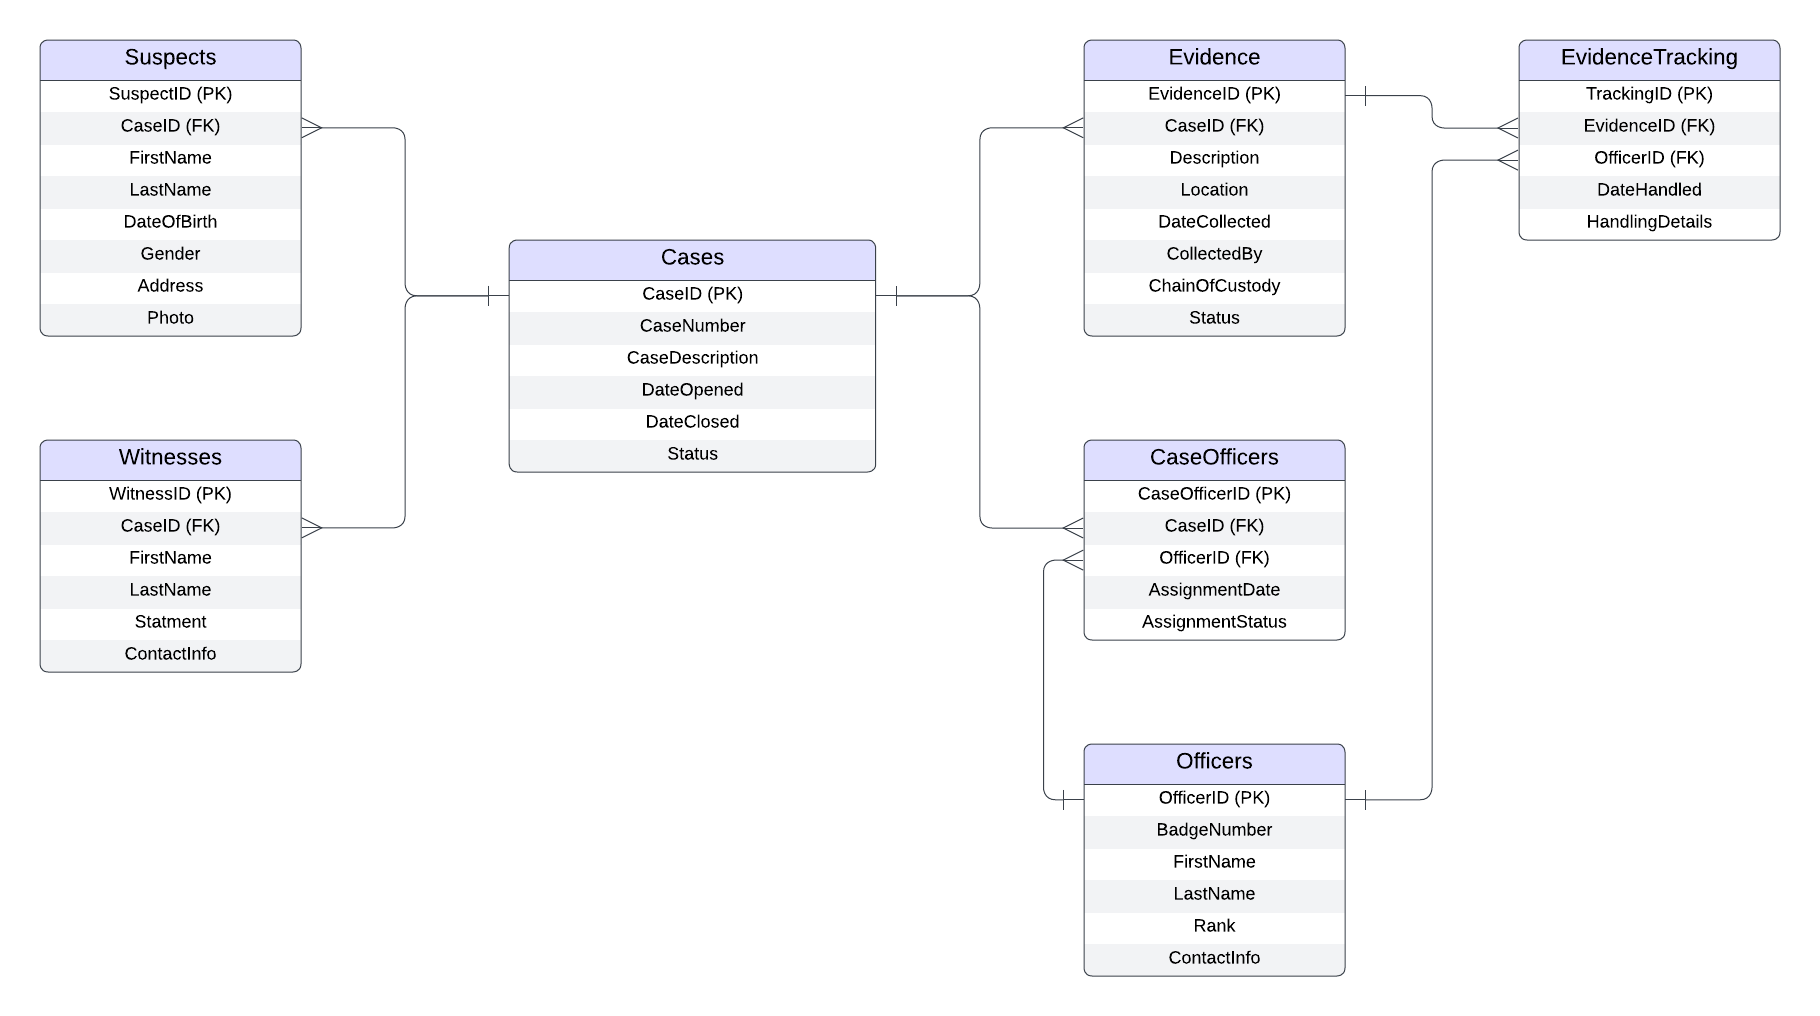 Suspects
SuspectID (PK)
CaseID (FK)
FirstName
LastName
DateOfBirth
Gender
Address
Photo
Witnesses
WitnessID (PK)
CaseID (FK)
FirstName
LastName
Statment
ContactInfo
Cases
CaseID (PK)
CaseNumber
CaseDescription
DateOpened
DateClosed
Status
Evidence
EvidenceID (PK)
CaseID (FK)
Description
Location
DateCollected
CollectedBy
ChainOfCustody
Status
CaseOfficers
CaseOfficerID (PK)
CaseID (FK)
OfficerID (FK)
AssignmentDate
AssignmentStatus
Officers
OfficerID (PK)
BadgeNumber
FirstName
LastName
Rank
ContactInfo
EvidenceTracking
TrackingID (PK)
EvidenceID (FK)
OfficerID (FK)
DateHandled
HandlingDetails